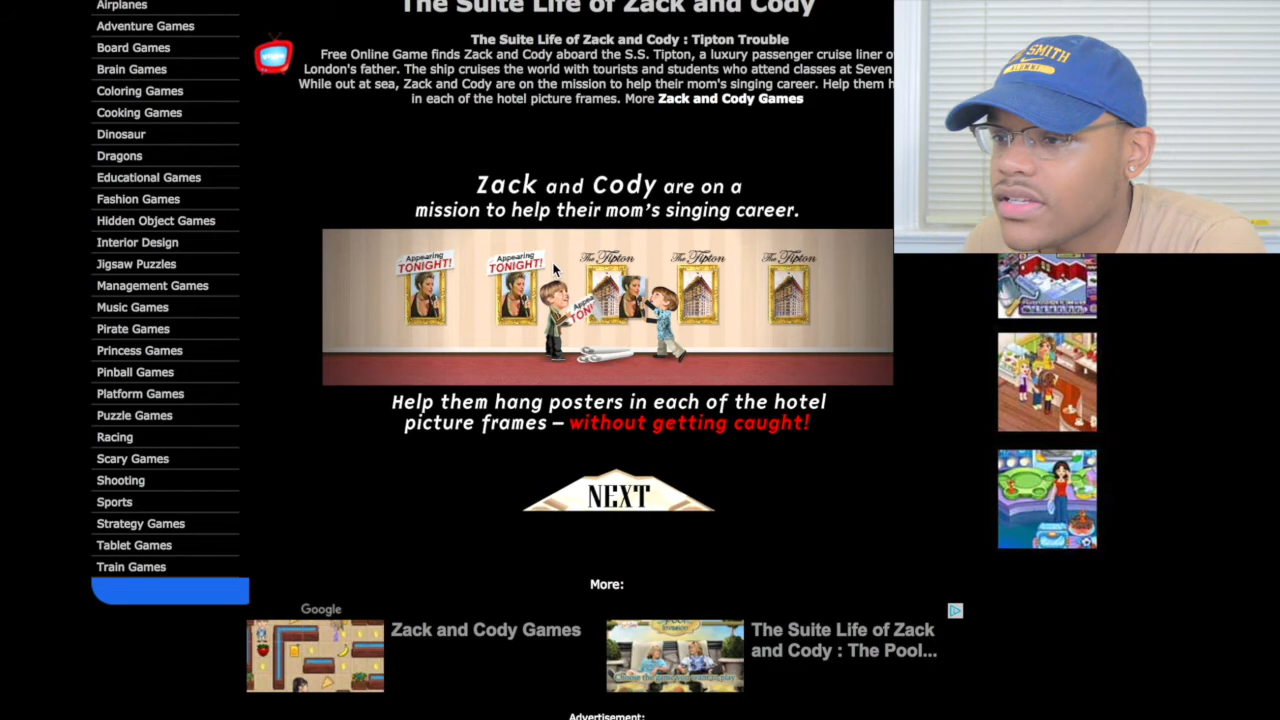 Airplanes
Adventure Games
Board Games
Brain Games
Coloring Games
Cooking Games
Dinosaur
Dragons
Educational Games
Fashion Games
Hidden Object Games
Interior Design
Jigsaw Puzzles
Management Games
Music Games
Pirate Games
Princess Games
Pinball Games
Platform Games
Puzzle Games
Racing
Scary Games
Shooting
Sports
Strategy Games
Tablet Games
Train Games
The Suite Life of Zack and Cody
The Suite Life of Zack and Cody : Tipton Trouble
Free Online Game finds Zack and Cody aboard the S.S. Tipton, a luxury passenger cruise liner
London's father. The ship cruises the world with tourists and students who attend classes at Seven
While out at sea, Zack and Cody are on the mission to help their mom's singing career. Help them
in each of the hotel picture frames. More Zack and Cody Games
Zack and Cody are on a
mission to help their mom's singing career.
Appearing
TONIGHT!
Appearing
TONIGHT!
The Tipton
The Tipton
The Tipton
Help them hang posters in each of the hotel
picture frames – without getting caught!
NEXT
More:
Google
Zack and Cody Games
The Suite Life of Zack
and Cody : The Pool...
Choose the game you want to play
Advertisement:
SMITH
ALUMNI